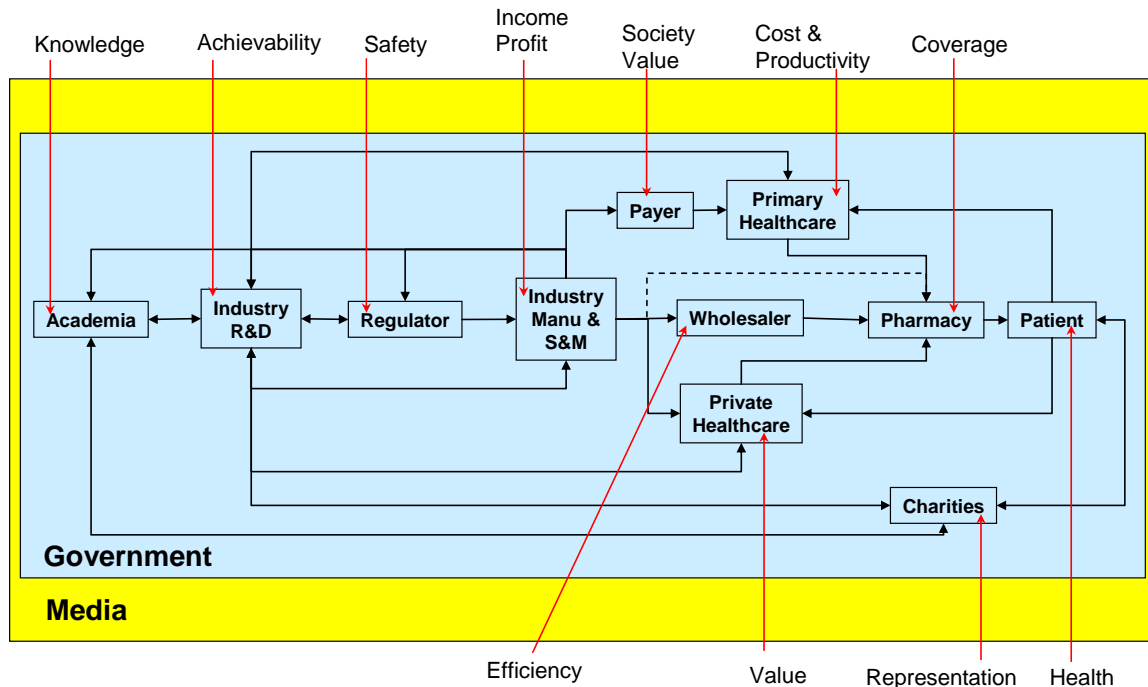 Knowledge
Achievability
Safety
Income
Profit
Society
Value
Cost &
Productivity
Coverage
Payer
Primary
Healthcare
Academia
Industry
R&D
Regulator
Industry
Manu &
S&M
Wholesaler
Pharmacy
Patient
Private
Healthcare
Charities
Government
Media
Efficiency
Value
Representation
Health